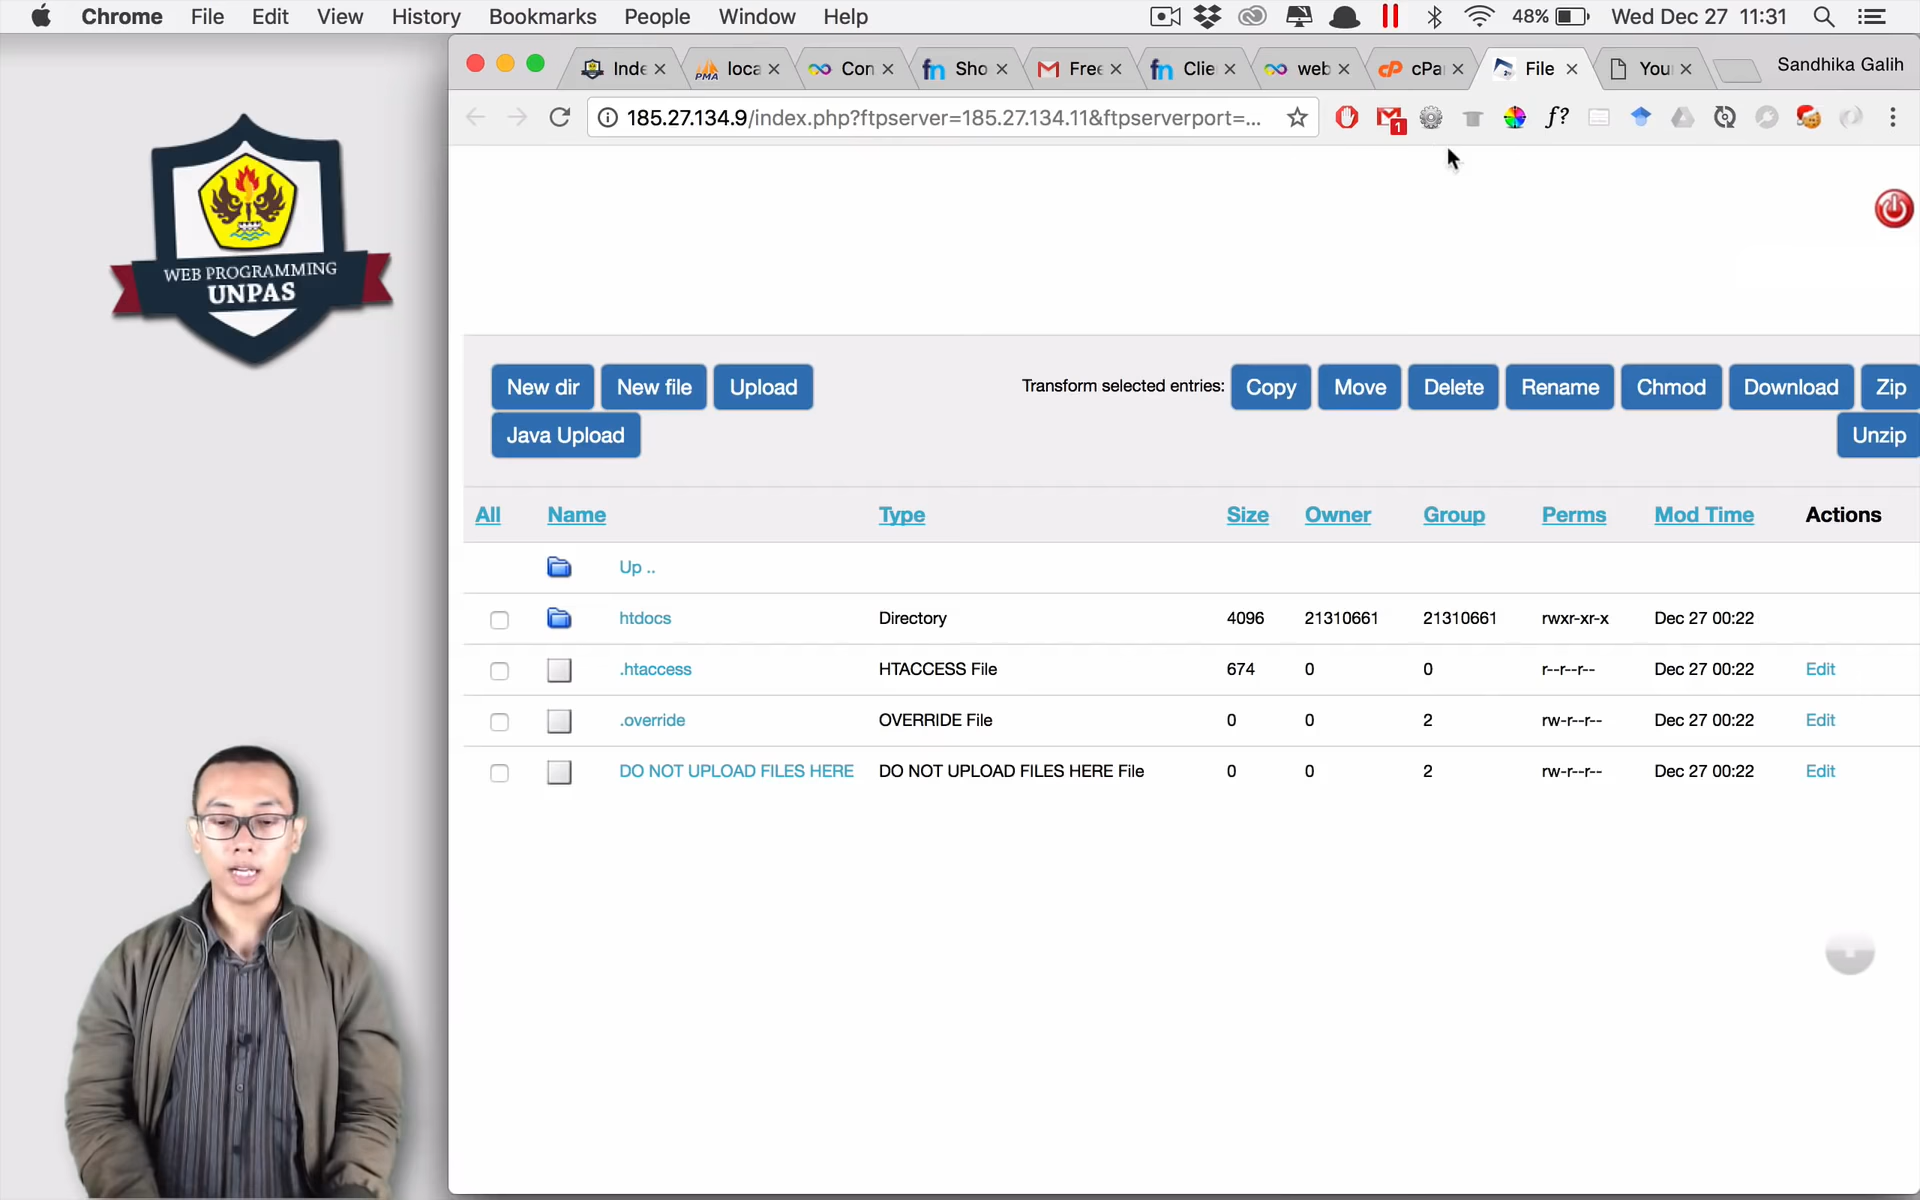 Chrome File Edit View History Bookmarks People Window Help 48% Wed Dec 27 11:31
Inde loca Con Sho Free Clie web cPa File You Sandhika Galih
185.27.134.9/index.php?ftpserver=185.27.134.11&ftpserverport=... f? 1
WEB PROGRAMMING
UNPAS
New dir New file Upload Transform selected entries: Copy Move Delete Rename Chmod Download Zip
Java Upload Unzip
All Name Type Size Owner Group Perms Mod Time Actions
Up ..
htdocs Directory 4096 21310661 21310661 rwxr-xr-x Dec 27 00:22
.htaccess HTACCESS File 674 0 0 r--r--r-- Dec 27 00:22 Edit
.override OVERRIDE File 0 0 2 rw-r--r-- Dec 27 00:22 Edit
DO NOT UPLOAD FILES HERE DO NOT UPLOAD FILES HERE File 0 0 2 rw-r--r-- Dec 27 00:22 Edit